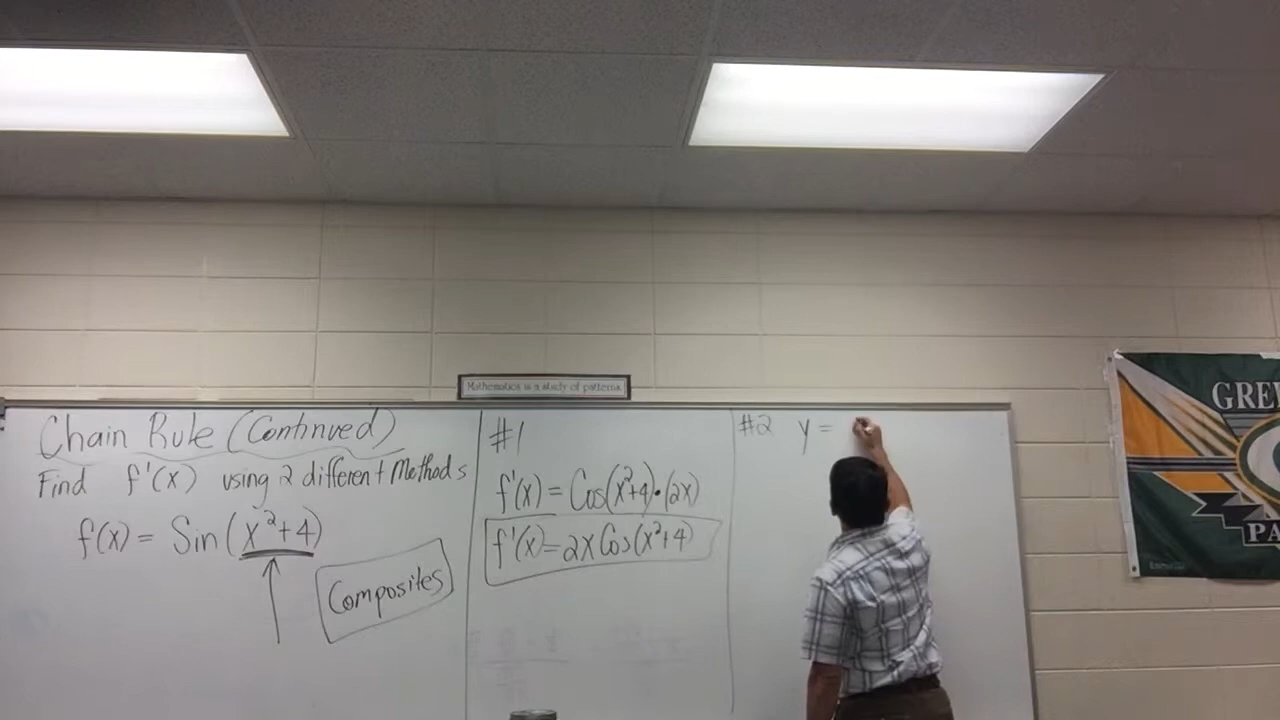 Mathematics is a study of patterns
Chain Rule (Continued)
Find f'(x) using 2 different Methods
f(x) = Sin(x²+4)
Composites
#1
f'(x) = Cos(x²+4)•(2x)
f'(x)=2x Cos(x²+4)
#2 y =
GREE
PA